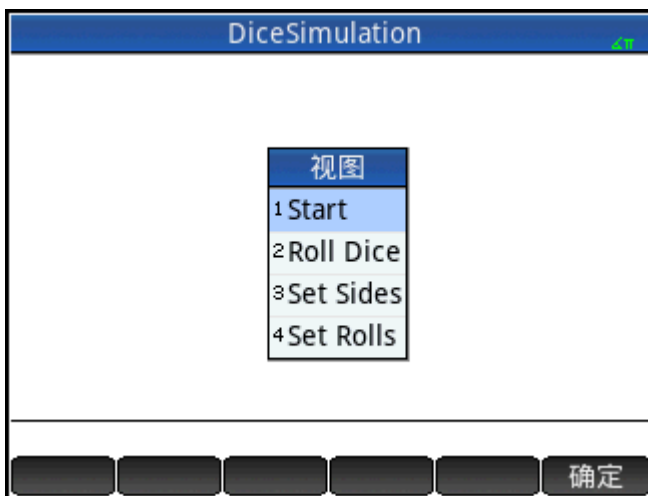 DiceSimulation
∡π
视图
1 Start
2 Roll Dice
3 Set Sides
4 Set Rolls
确定